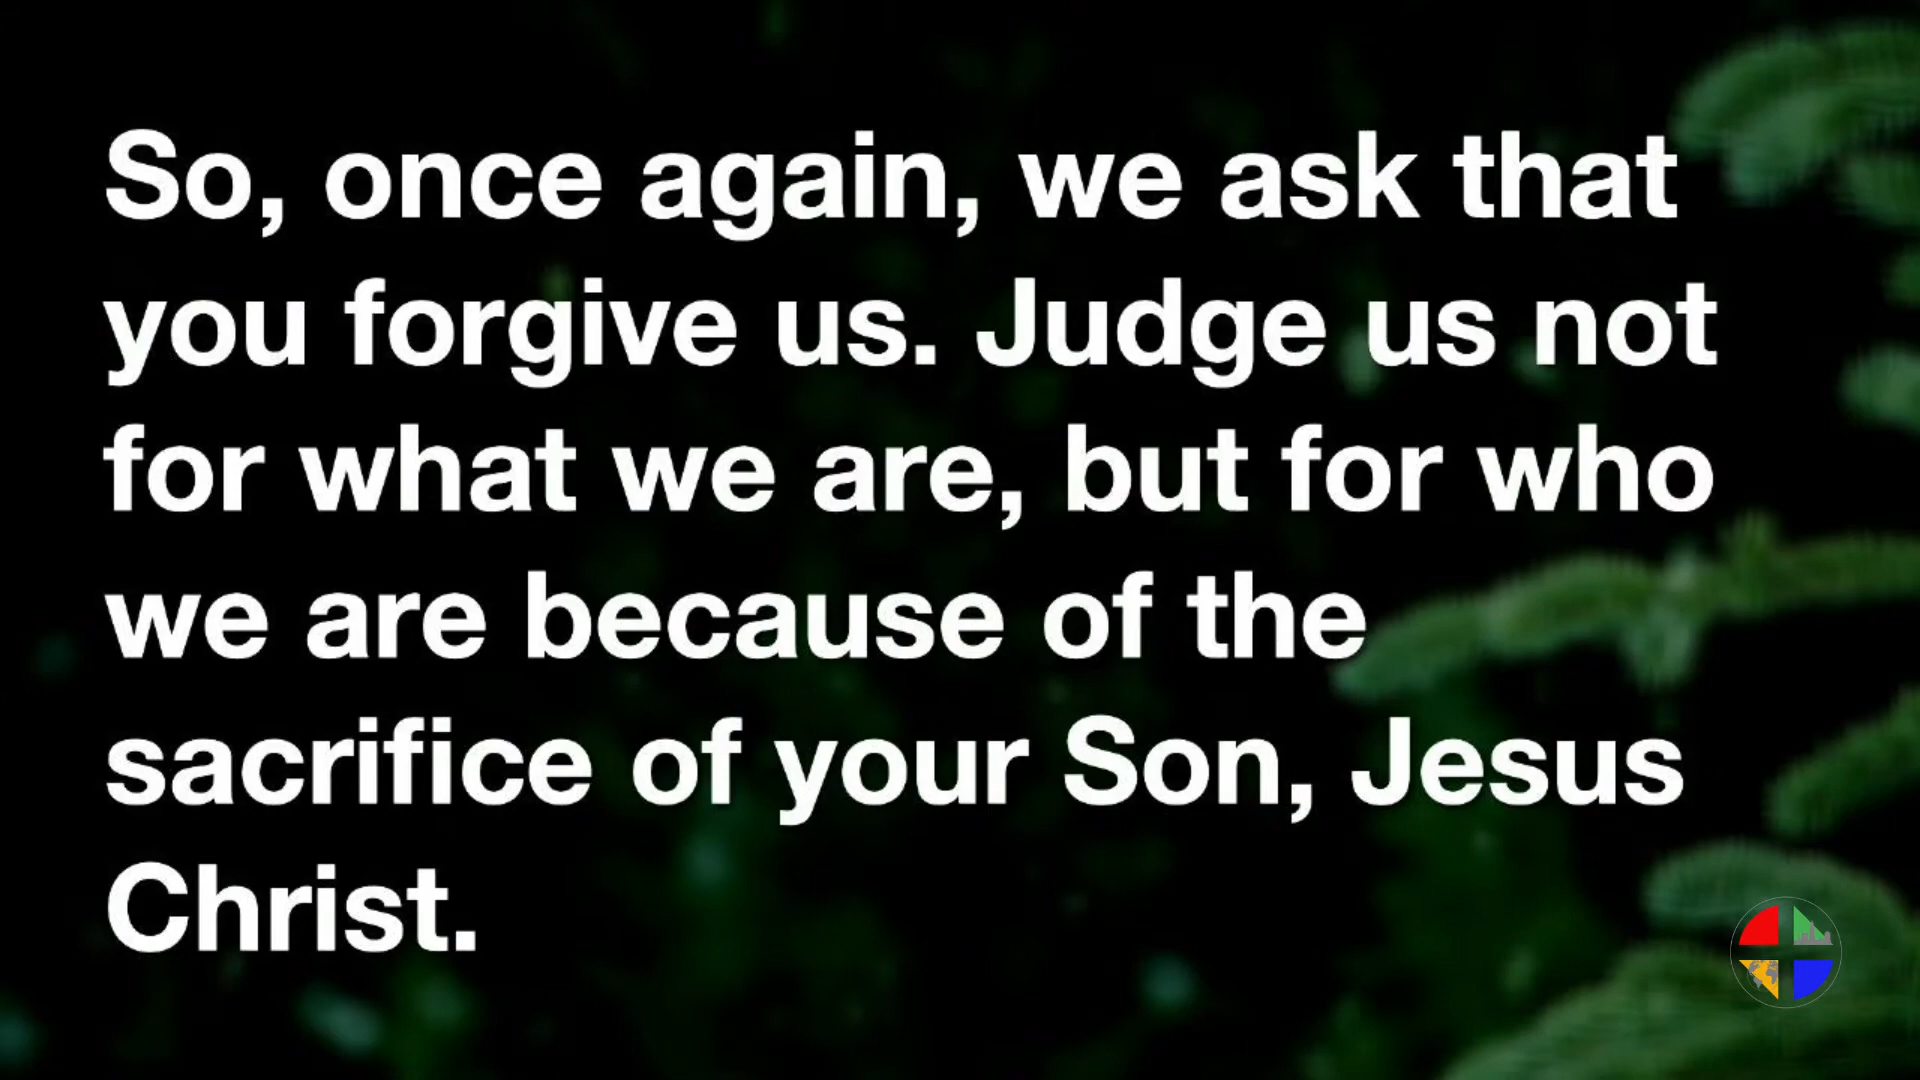 So, once again, we ask that
you forgive us. Judge us not
for what we are, but for who
we are because of the
sacrifice of your Son, Jesus
Christ.